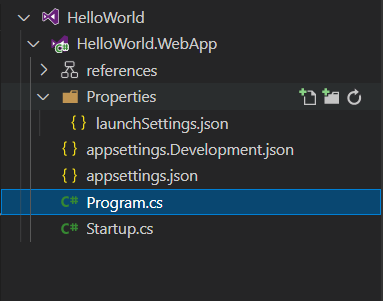 HelloWorld
HelloWorld.WebApp
references
Properties
{ } launchSettings.json
{ } appsettings.Development.json
{ } appsettings.json
C# Program.cs
C# Startup.cs